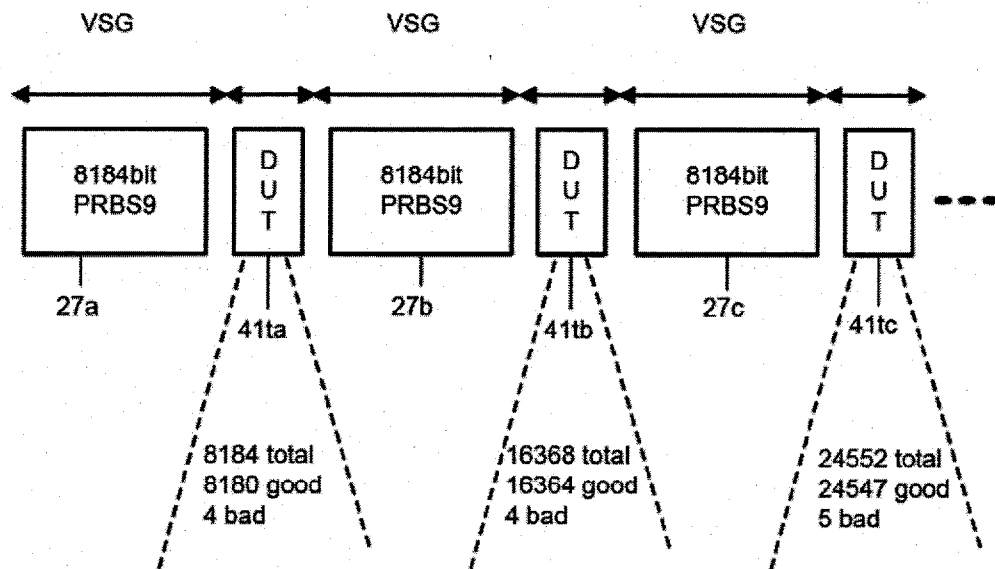 VSG
VSG
VSG
8184bit
PRBS9
D
U
T
8184bit
PRBS9
D
U
T
8184bit
PRBS9
D
U
T
27a
41ta
27b
41tb
27c
41tc
8184 total
8180 good
4 bad
16368 total
16364 good
4 bad
24552 total
24547 good
5 bad